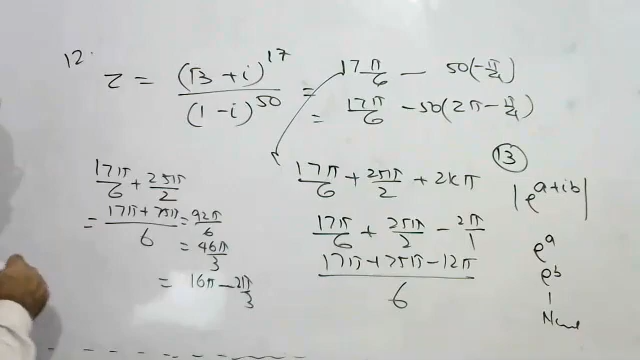 12.
z = (√3 + i)^17 / (1 - i)^50 = 17π/6 - 50(-π/4)
= 17π/6 - 50(2π - π/4)
17π/6 + 25π/2
= 17π + 75π / 6 = 92π/6
= 46π/3
= 16π - 2π/3
17π/6 + 25π/2 + 2kπ
17π/6 + 25π/2 - 2π/1
17π + 75π - 12π / 6
13
|e^(a+ib)|
e^a
e^b
1
None